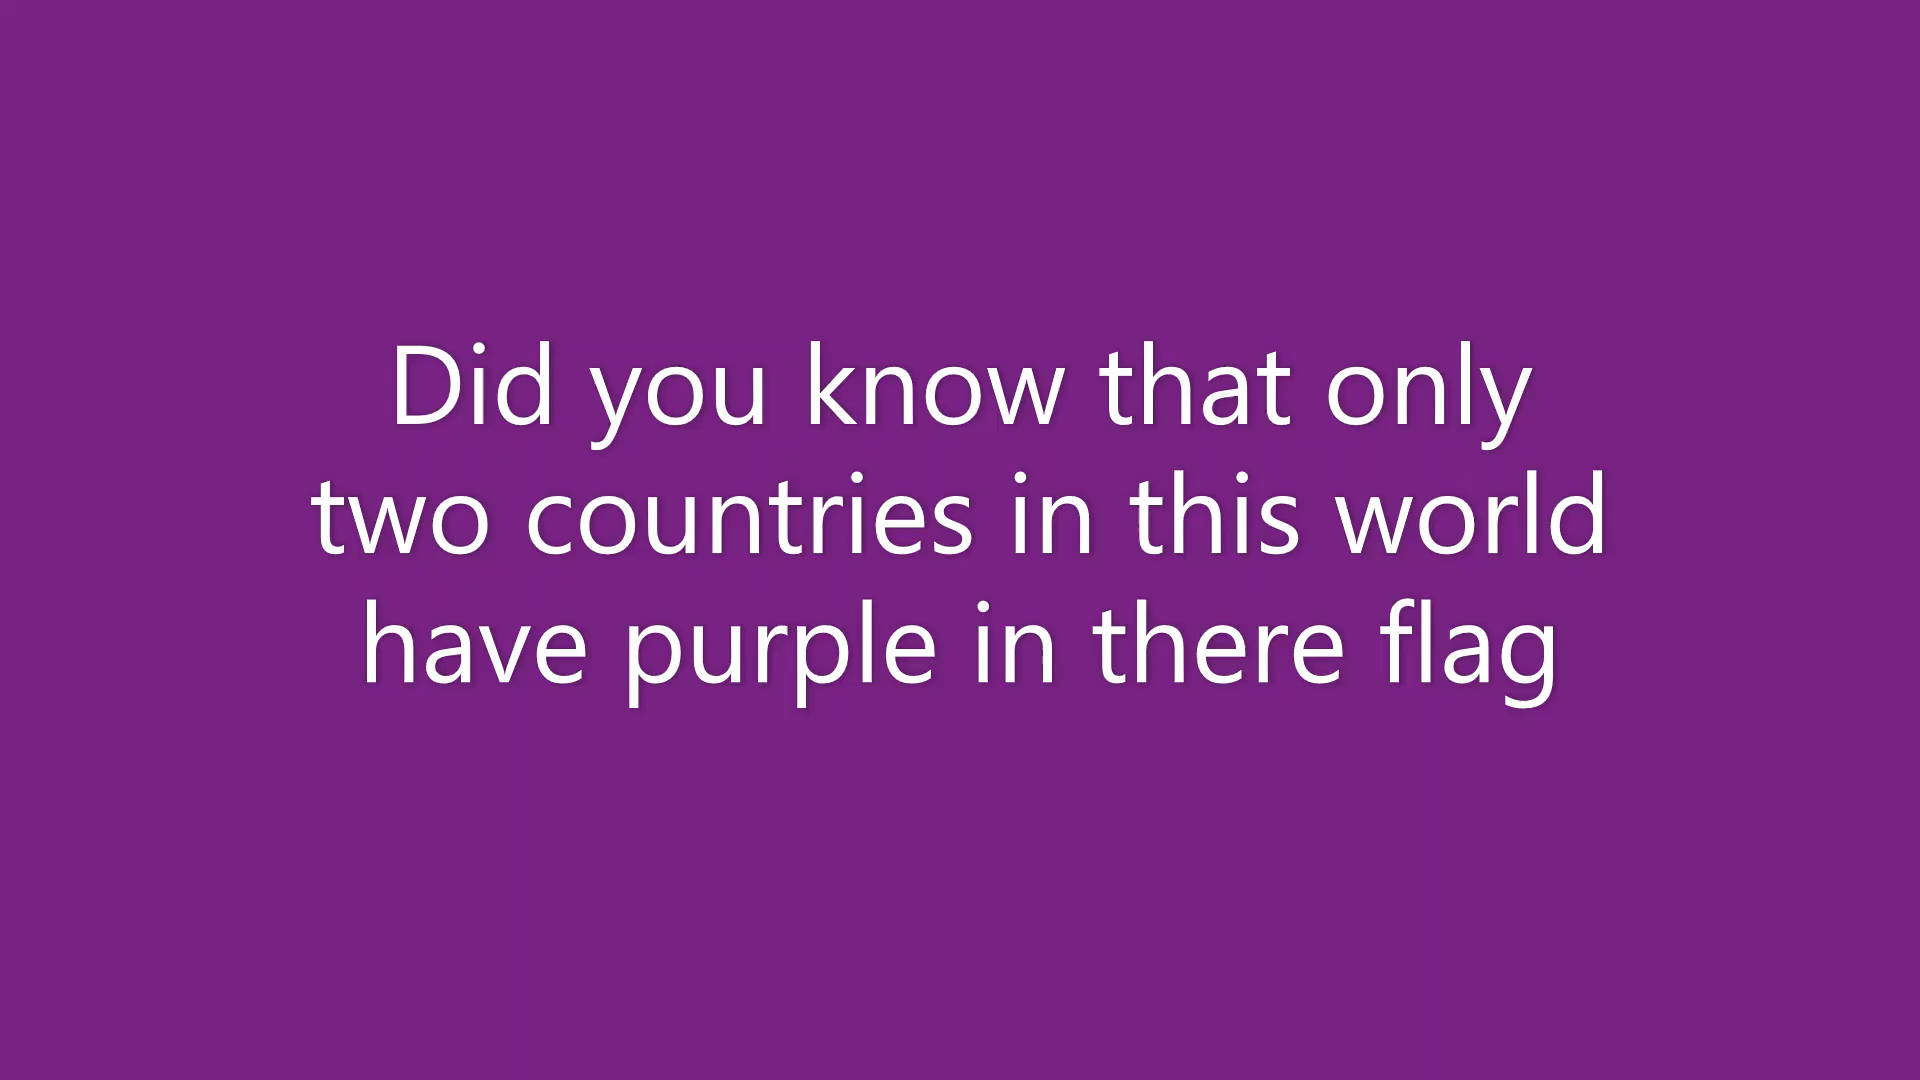 Did you know that only
two countries in this world
have purple in there flag